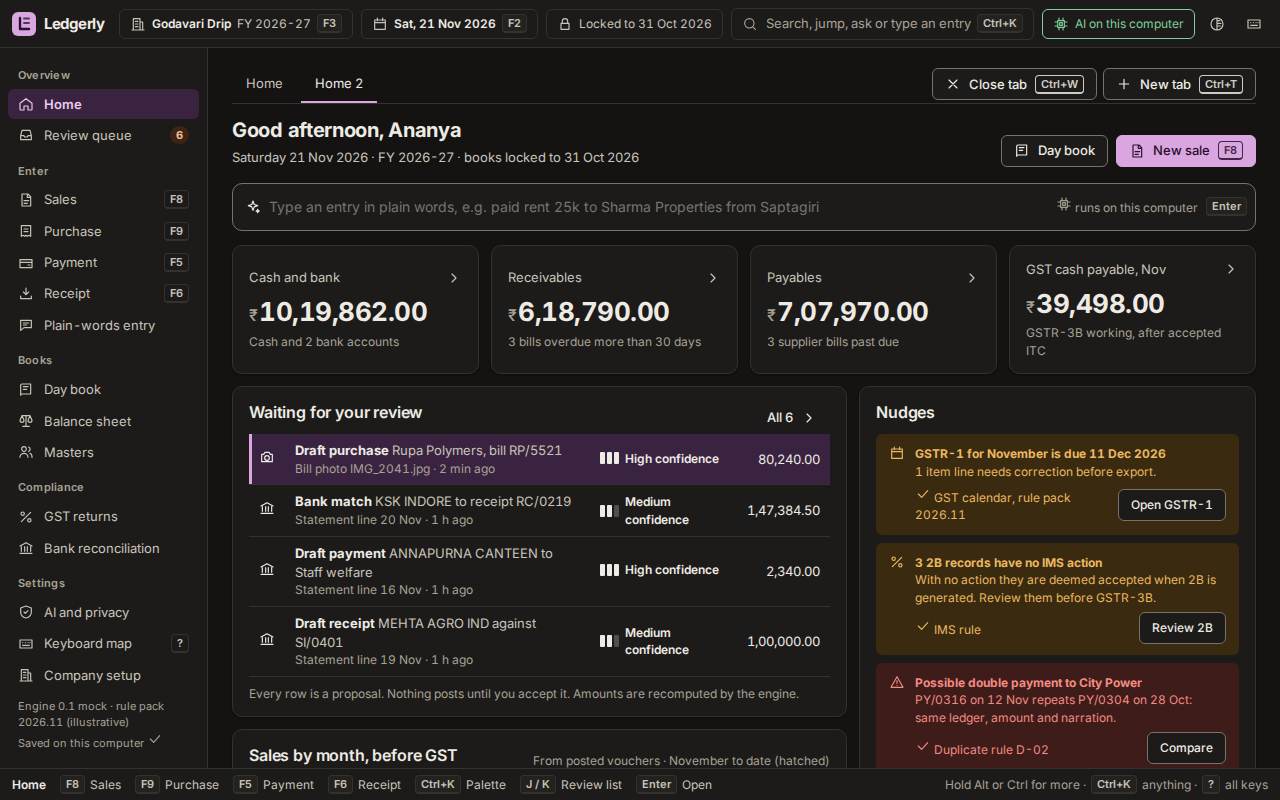 Ledgerly
Godavari Drip FY 2026-27 F3
Sat, 21 Nov 2026 F2
Locked to 31 Oct 2026
Search, jump, ask or type an entry Ctrl+K
AI on this computer
Overview
Home
Review queue 6
Enter
Sales F8
Purchase F9
Payment F5
Receipt F6
Plain-words entry
Books
Day book
Balance sheet
Masters
Compliance
GST returns
Bank reconciliation
Settings
AI and privacy
Keyboard map ?
Company setup
Engine 0.1 mock · rule pack
2026.11 (illustrative)
Saved on this computer
Home
Home 2
Close tab Ctrl+W
New tab Ctrl+T
Good afternoon, Ananya
Saturday 21 Nov 2026 · FY 2026-27 · books locked to 31 Oct 2026
Day book
New sale F8
Type an entry in plain words, e.g. paid rent 25k to Sharma Properties from Saptagiri
runs on this computer Enter
Cash and bank
₹10,19,862.00
Cash and 2 bank accounts
Receivables
₹6,18,790.00
3 bills overdue more than 30 days
Payables
₹7,07,970.00
3 supplier bills past due
GST cash payable, Nov
₹39,498.00
GSTR-3B working, after accepted
ITC
Waiting for your review
All 6
Draft purchase Rupa Polymers, bill RP/5521
Bill photo IMG_2041.jpg · 2 min ago
High confidence
80,240.00
Bank match KSK INDORE to receipt RC/0219
Statement line 20 Nov · 1 h ago
Medium
confidence
1,47,384.50
Draft payment ANNAPURNA CANTEEN to
Staff welfare
Statement line 16 Nov · 1 h ago
High confidence
2,340.00
Draft receipt MEHTA AGRO IND against
SI/0401
Statement line 19 Nov · 1 h ago
Medium
confidence
1,00,000.00
Every row is a proposal. Nothing posts until you accept it. Amounts are recomputed by the engine.
Sales by month, before GST
From posted vouchers · November to date (hatched)
Nudges
GSTR-1 for November is due 11 Dec 2026
1 item line needs correction before export.
GST calendar, rule pack
2026.11
Open GSTR-1
3 2B records have no IMS action
With no action they are deemed accepted when 2B is
generated. Review them before GSTR-3B.
IMS rule
Review 2B
Possible double payment to City Power
PY/0316 on 12 Nov repeats PY/0304 on 28 Oct:
same ledger, amount and narration.
Duplicate rule D-02
Compare
Home F8 Sales F9 Purchase F5 Payment F6 Receipt Ctrl+K Palette J / K Review list Enter Open
Hold Alt or Ctrl for more · Ctrl+K anything · ? all keys